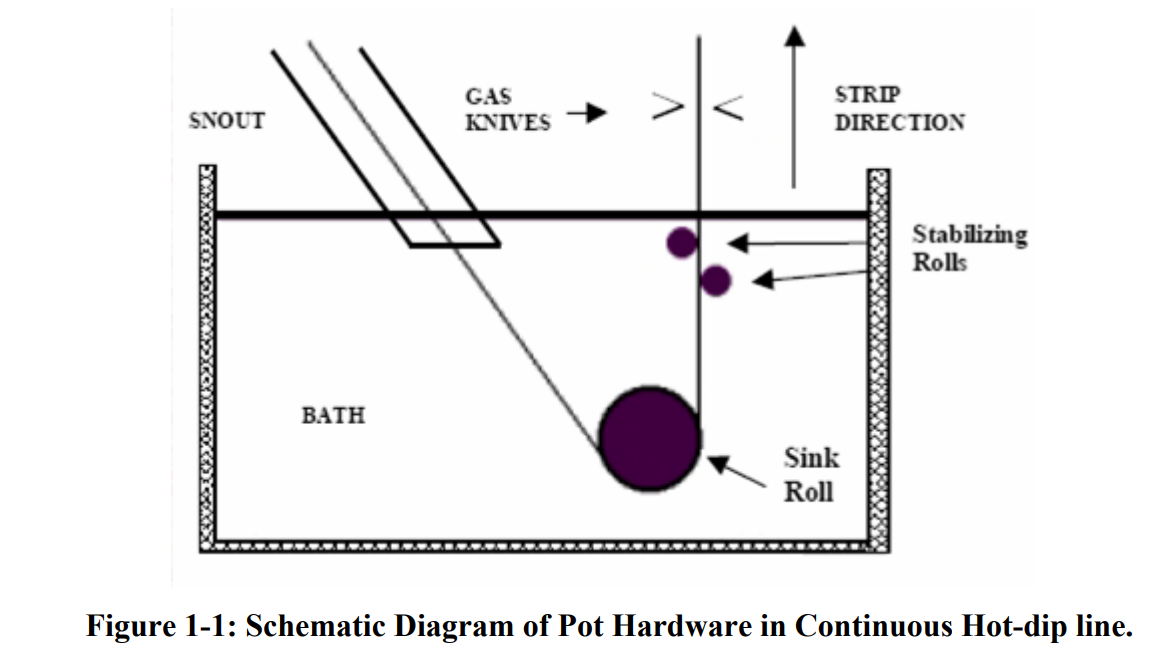 SNOUT
GAS
KNIVES
STRIP
DIRECTION
Stabilizing
Rolls
BATH
Sink
Roll
Figure 1-1: Schematic Diagram of Pot Hardware in Continuous Hot-dip line.